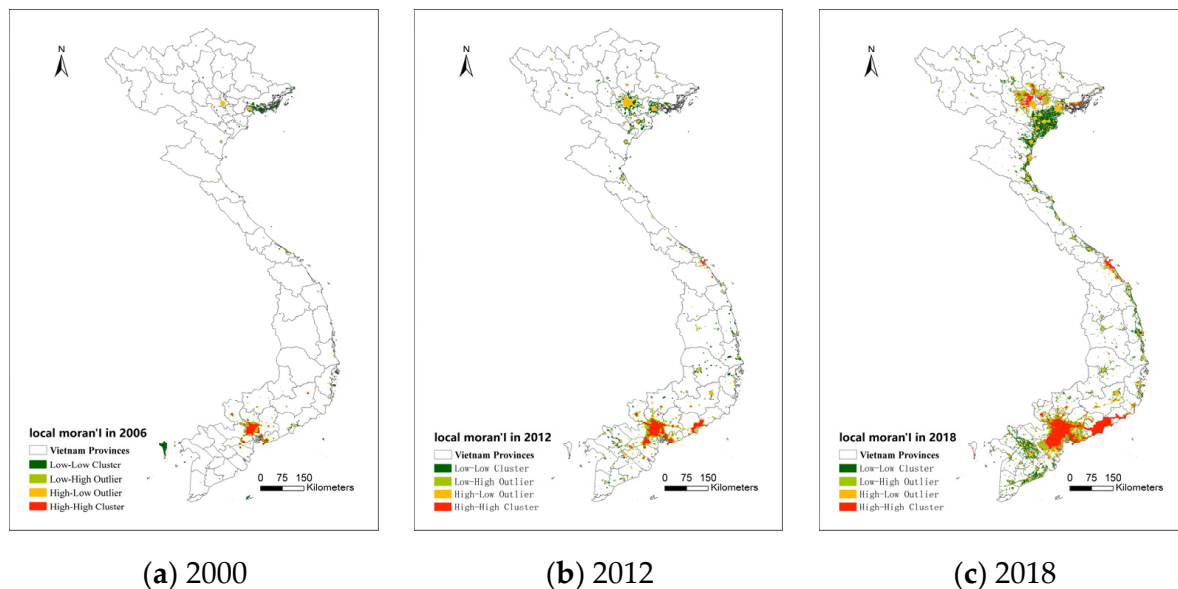 N
local moran'I in 2006
Vietnam Provinces
Low-Low Cluster
Low-High Outlier
High-Low Outlier
High-High Cluster
0 75 150
Kilometers
(a) 2000
N
local moran'I in 2012
Vietnam Provinces
Low-Low Cluster
Low-High Outlier
High-Low Outlier
High-High Cluster
0 75 150
Kilometers
(b) 2012
N
local moran'I in 2018
Vietnam Provinces
Low-Low Cluster
Low-High Outlier
High-Low Outlier
High-High Cluster
0 75 150
Kilometers
(c) 2018